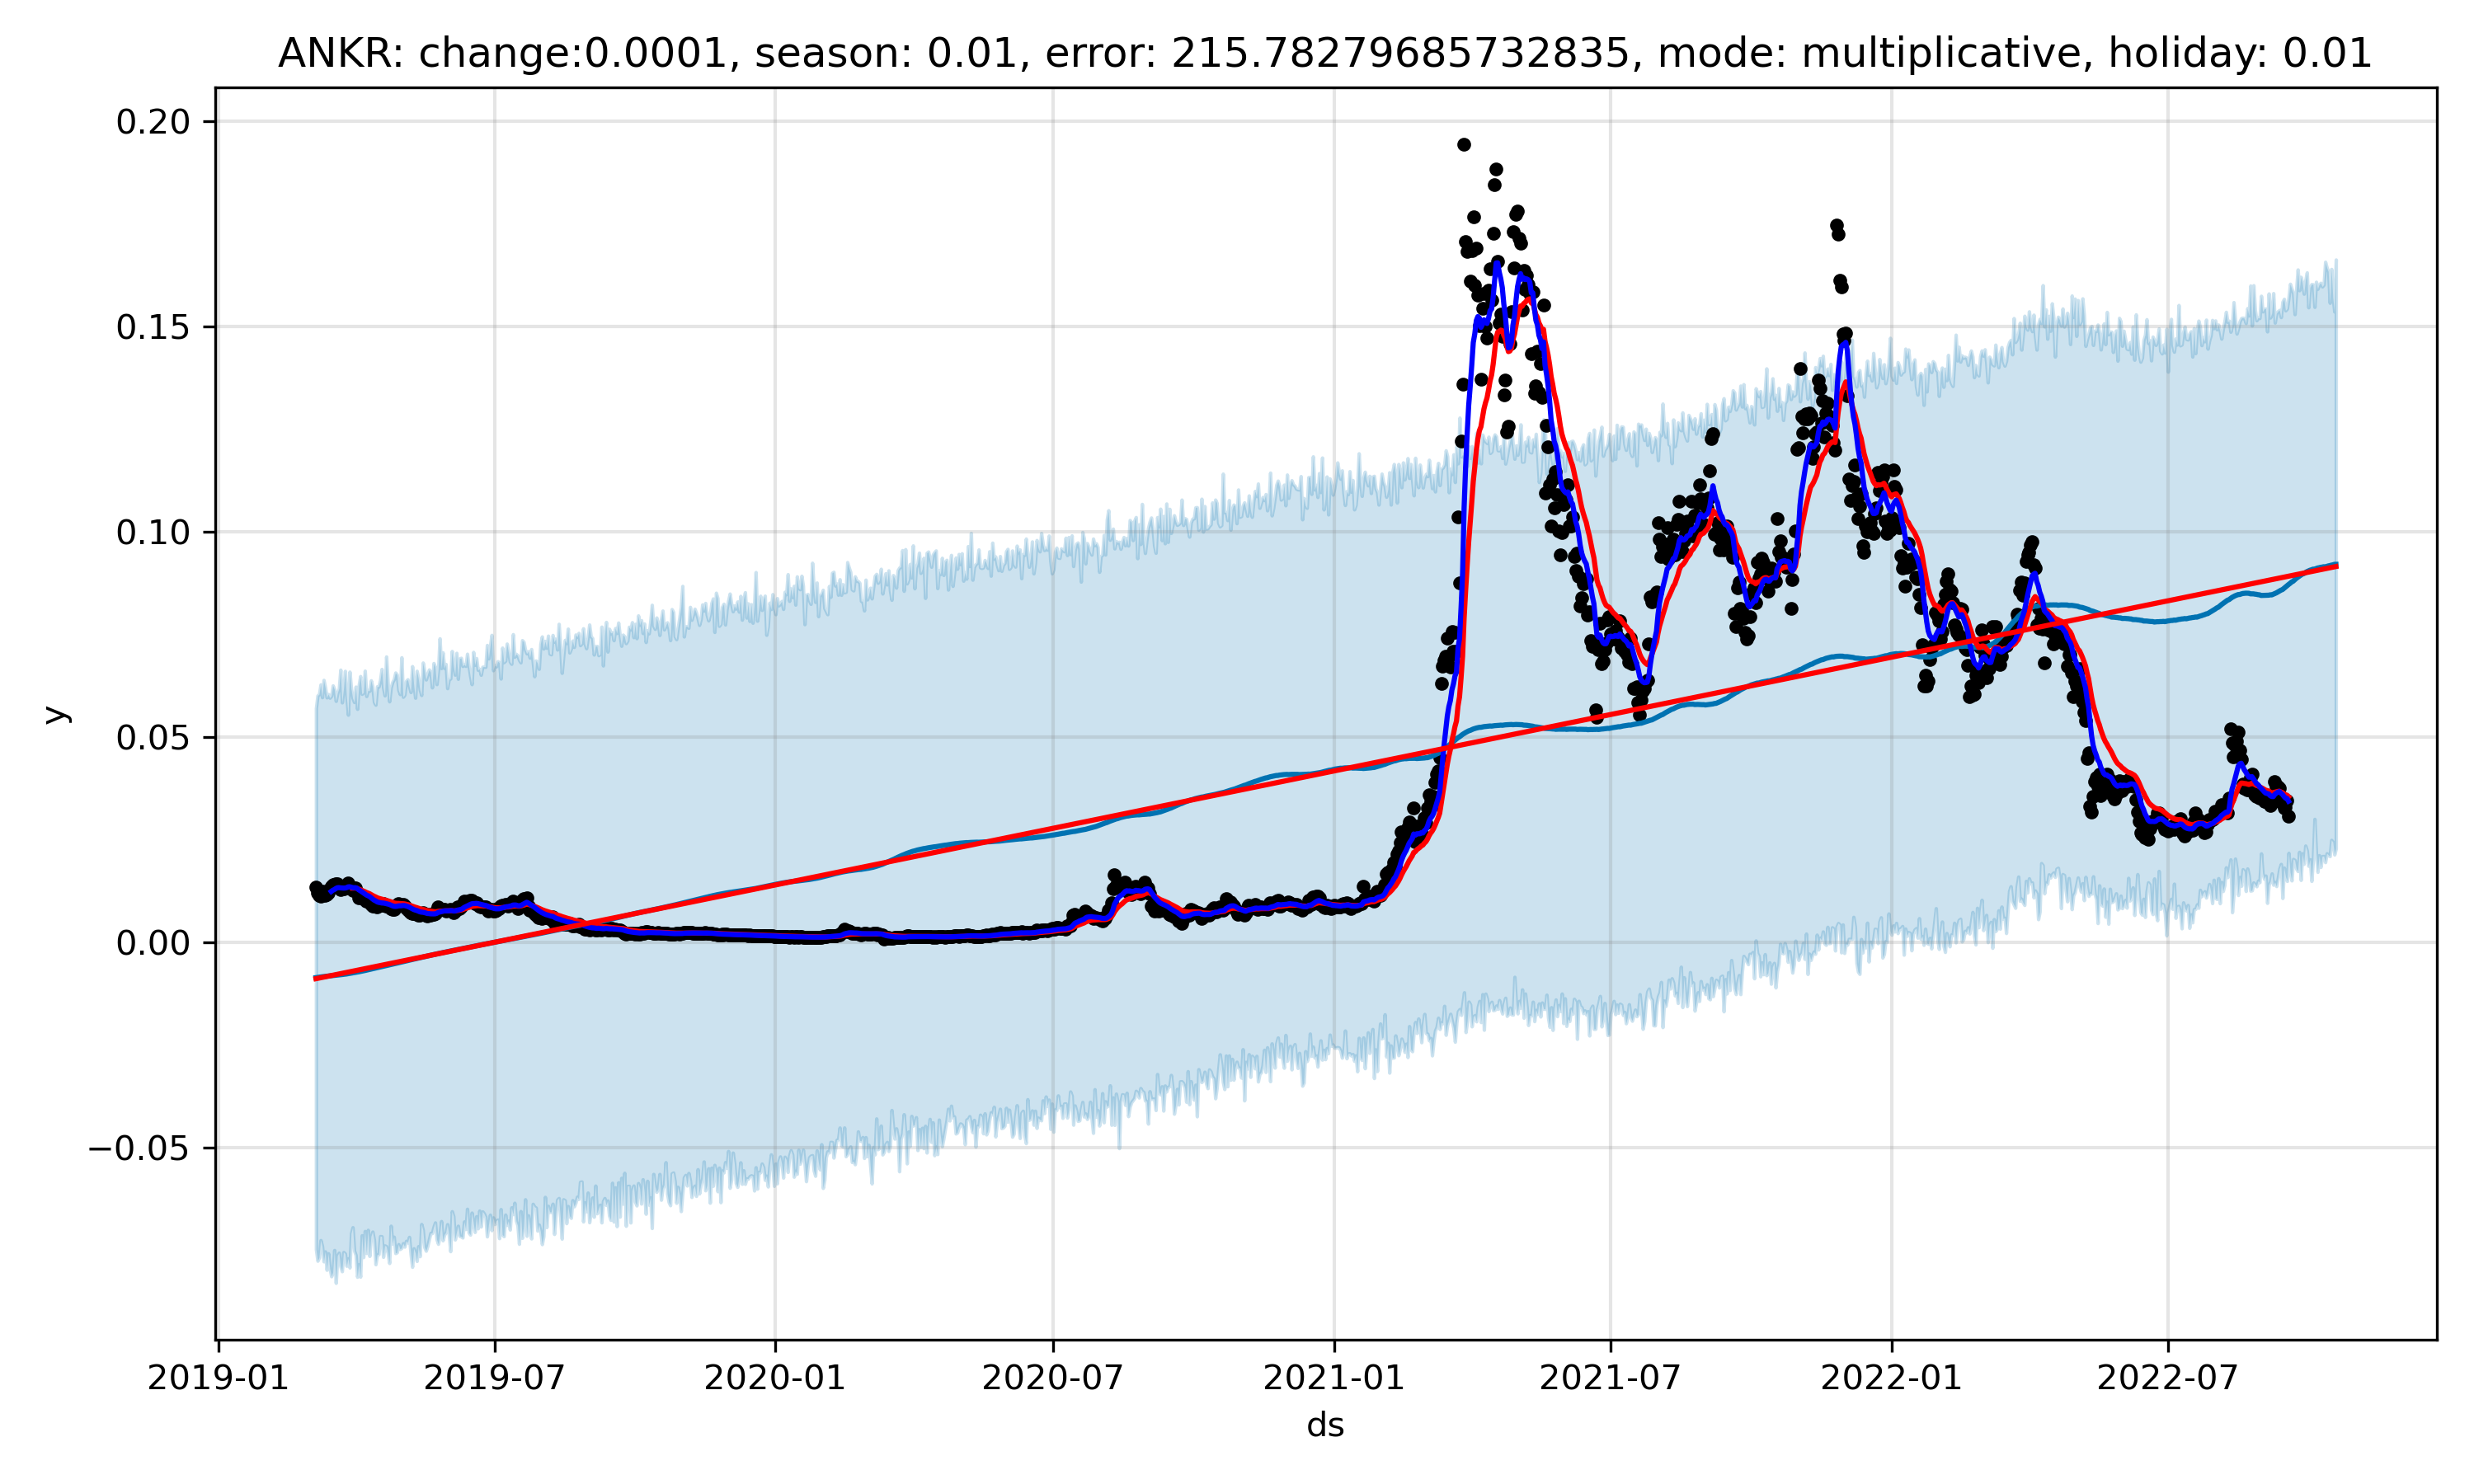 ANKR: change:0.0001, season: 0.01, error: 215.78279685732835, mode: multiplicative, holiday: 0.01
0.20
0.15
0.10
0.05
0.00
−0.05
y
2019-01 2019-07 2020-01 2020-07 2021-01 2021-07 2022-01 2022-07
ds